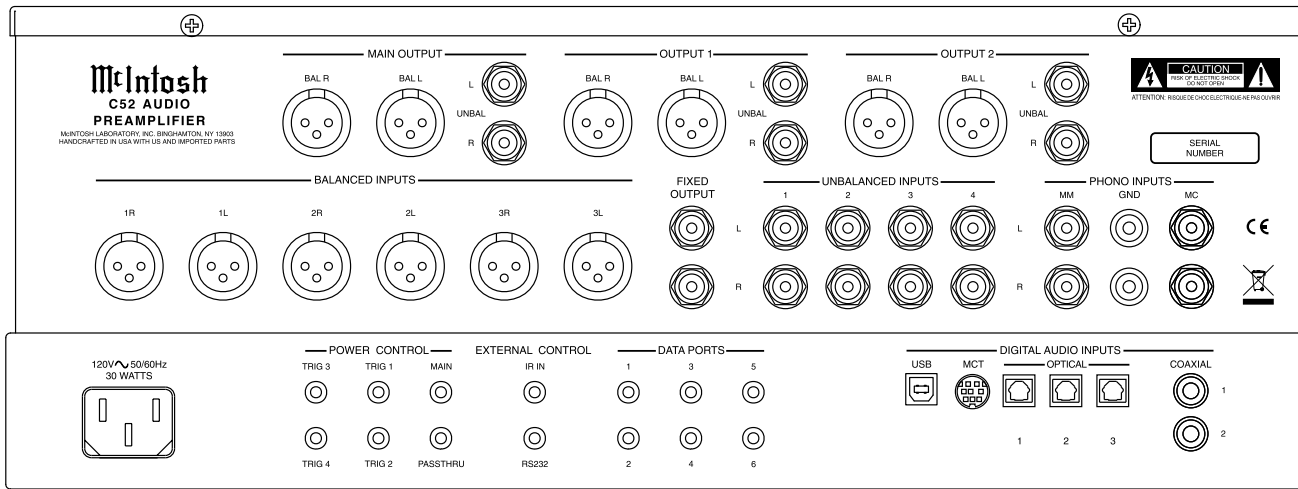 McIntosh
C52 AUDIO
PREAMPLIFIER
McINTOSH LABORATORY, INC. BINGHAMTON, NY 13903
HANDCRAFTED IN USA WITH US AND IMPORTED PARTS
MAIN OUTPUT
BAL R BAL L L
UNBAL
R
OUTPUT 1
BAL R BAL L L
UNBAL
R
OUTPUT 2
BAL R BAL L L
UNBAL
R
CAUTION
RISK OF ELECTRIC SHOCK
DO NOT OPEN
ATTENTION: RISQUE DE CHOC ELECTRIQUE-NE PAS OUVRIR
SERIAL
NUMBER
BALANCED INPUTS
1R 1L 2R 2L 3R 3L
FIXED
OUTPUT
L
R
UNBALANCED INPUTS
1 2 3 4
L
R
PHONO INPUTS
MM GND MC
CE
120V 50/60Hz
30 WATTS
POWER CONTROL
TRIG 3 TRIG 1 MAIN
TRIG 4 TRIG 2 PASSTHRU
EXTERNAL CONTROL
IR IN
RS232
DATA PORTS
1 3 5
2 4 6
DIGITAL AUDIO INPUTS
USB MCT OPTICAL COAXIAL
1
2
1 2 3